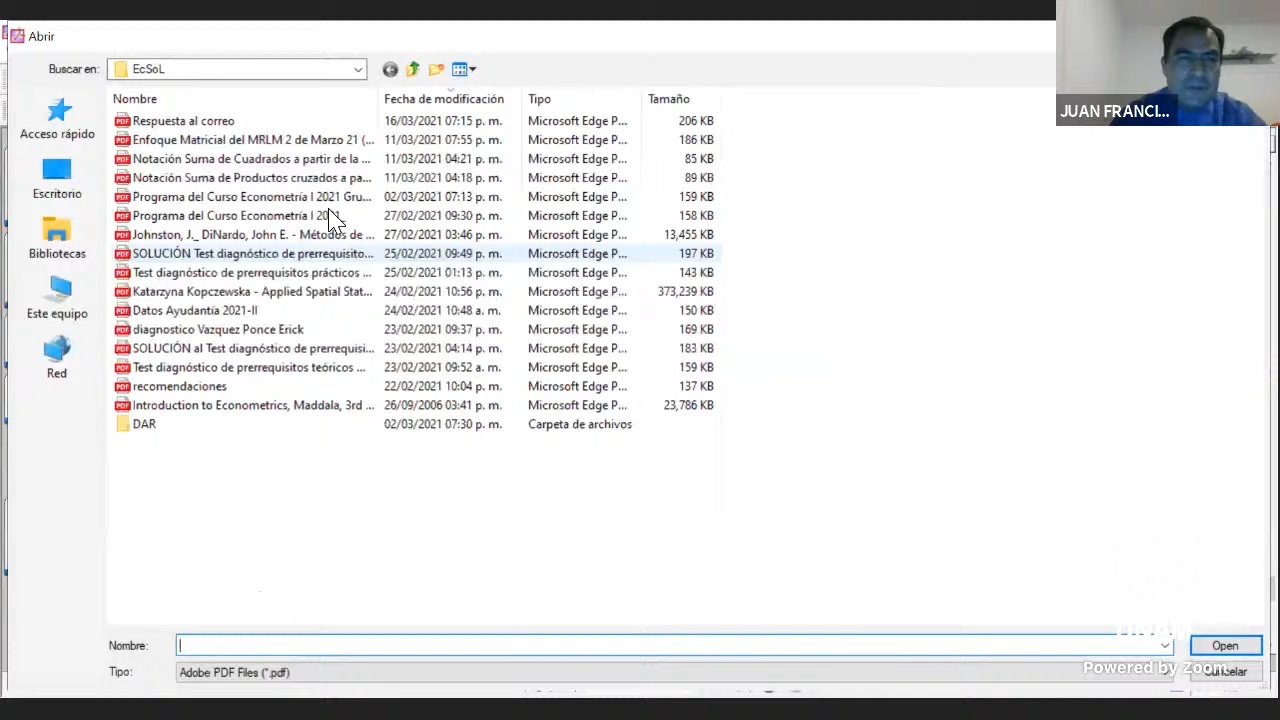 Abrir
Buscar en: EcSoL
JUAN FRANCI...
Nombre Fecha de modificación Tipo Tamaño
Respuesta al correo 16/03/2021 07:15 p. m. Microsoft Edge P... 206 KB
Enfoque Matricial del MRLM 2 de Marzo 21 (... 11/03/2021 07:55 p. m. Microsoft Edge P... 186 KB
Notación Suma de Cuadrados a partir de la ... 11/03/2021 04:21 p. m. Microsoft Edge P... 85 KB
Notación Suma de Productos cruzados a pa... 11/03/2021 04:18 p. m. Microsoft Edge P... 89 KB
Programa del Curso Econometría I 2021 Gru... 02/03/2021 07:13 p. m. Microsoft Edge P... 159 KB
Programa del Curso Econometría I 27/02/2021 09:30 p. m. Microsoft Edge P... 158 KB
Johnston, J._ DiNardo, John E. - Métodos de ... 27/02/2021 03:46 p. m. Microsoft Edge P... 13,455 KB
SOLUCIÓN Test diagnóstico de prerrequisito... 25/02/2021 09:49 p. m. Microsoft Edge P... 197 KB
Test diagnóstico de prerrequisitos prácticos ... 25/02/2021 01:13 p. m. Microsoft Edge P... 143 KB
Katarzyna Kopczewska - Applied Spatial Stat... 24/02/2021 10:56 p. m. Microsoft Edge P... 373,239 KB
Datos Ayudantía 2021-II 24/02/2021 10:48 a. m. Microsoft Edge P... 150 KB
diagnostico Vazquez Ponce Erick 23/02/2021 09:37 p. m. Microsoft Edge P... 169 KB
SOLUCIÓN al Test diagnóstico de prerrequisi... 23/02/2021 04:14 p. m. Microsoft Edge P... 183 KB
Test diagnóstico de prerrequisitos teóricos ... 23/02/2021 09:52 a. m. Microsoft Edge P... 159 KB
recomendaciones 22/02/2021 10:04 p. m. Microsoft Edge P... 137 KB
Introduction to Econometrics, Maddala, 3rd ... 26/09/2006 03:41 p. m. Microsoft Edge P... 23,786 KB
DAR 02/03/2021 07:30 p. m. Carpeta de archivos
Acceso rápido
Escritorio
Bibliotecas
Este equipo
Red
Nombre:
Open
Tipo: Adobe PDF Files (*.pdf)
Cancelar
Powered by Zoom